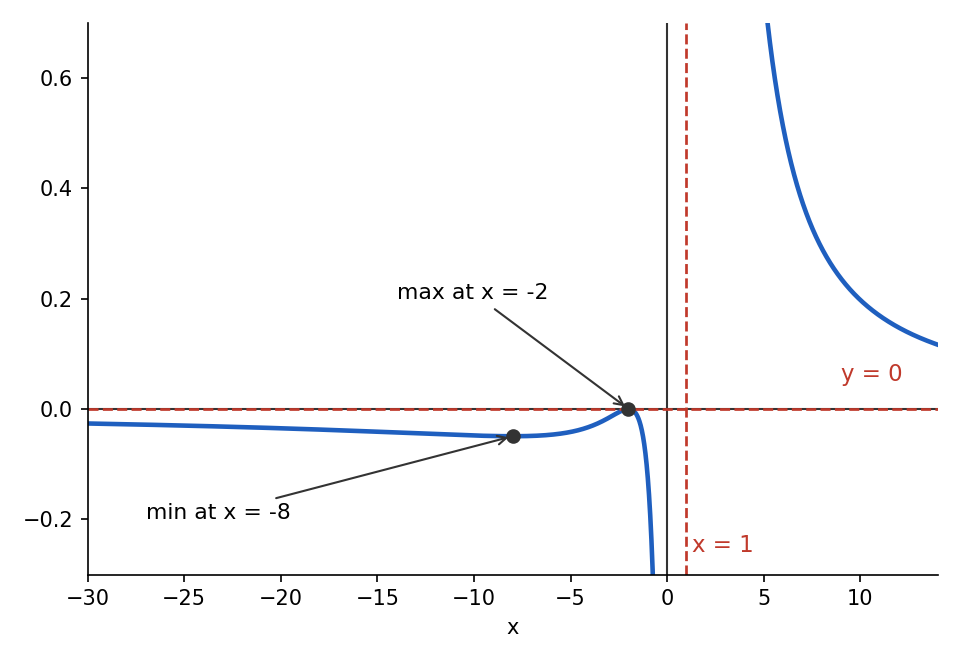 0.6
0.4
max at x = -2
0.2
y = 0
0.0
min at x = -8
−0.2
x = 1
−30 −25 −20 −15 −10 −5 0 5 10
x